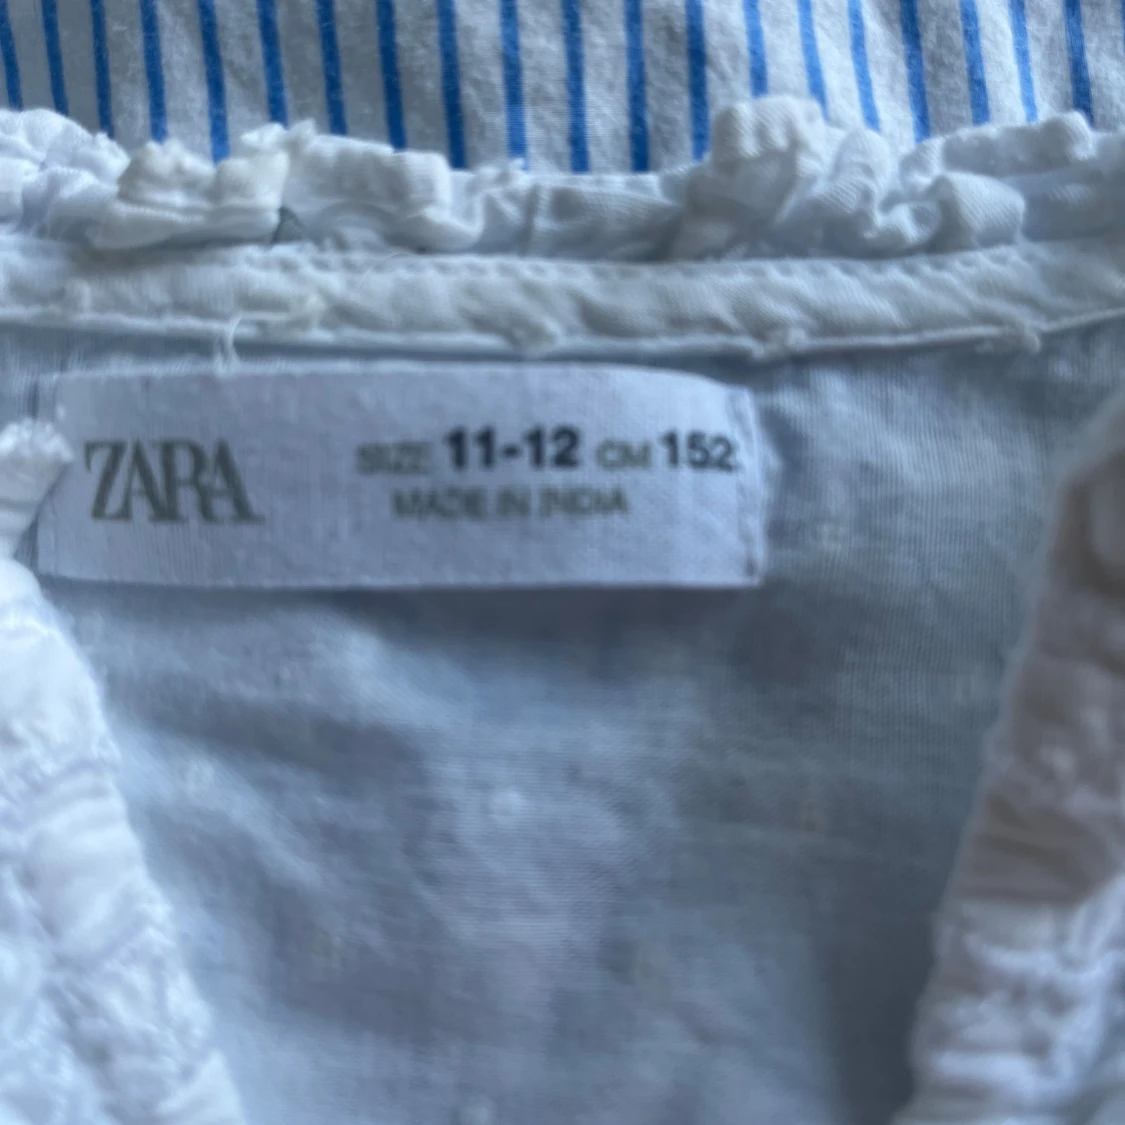 ZARA
SIZE 11-12 CM 152
MADE IN INDIA